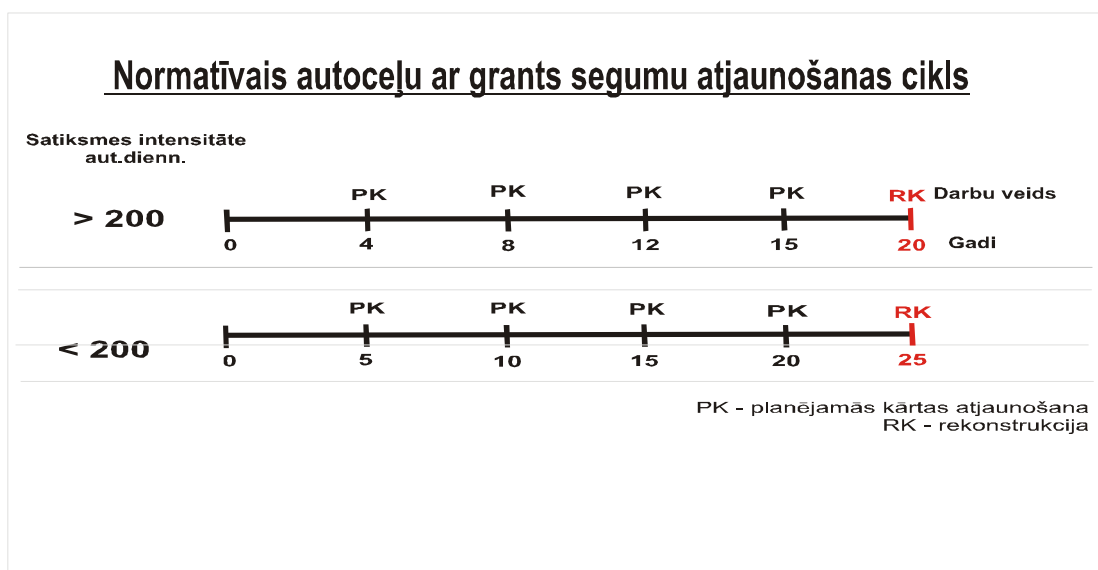 Normatīvais autoceļu ar grants segumu atjaunošanas cikls
Satiksmes intensitāte
aut.dienn.
PK PK PK PK RK Darbu veids
> 200
0 4 8 12 15 20 Gadi
PK PK PK PK RK
< 200
0 5 10 15 20 25
PK - planējamās kārtas atjaunošana
RK - rekonstrukcija